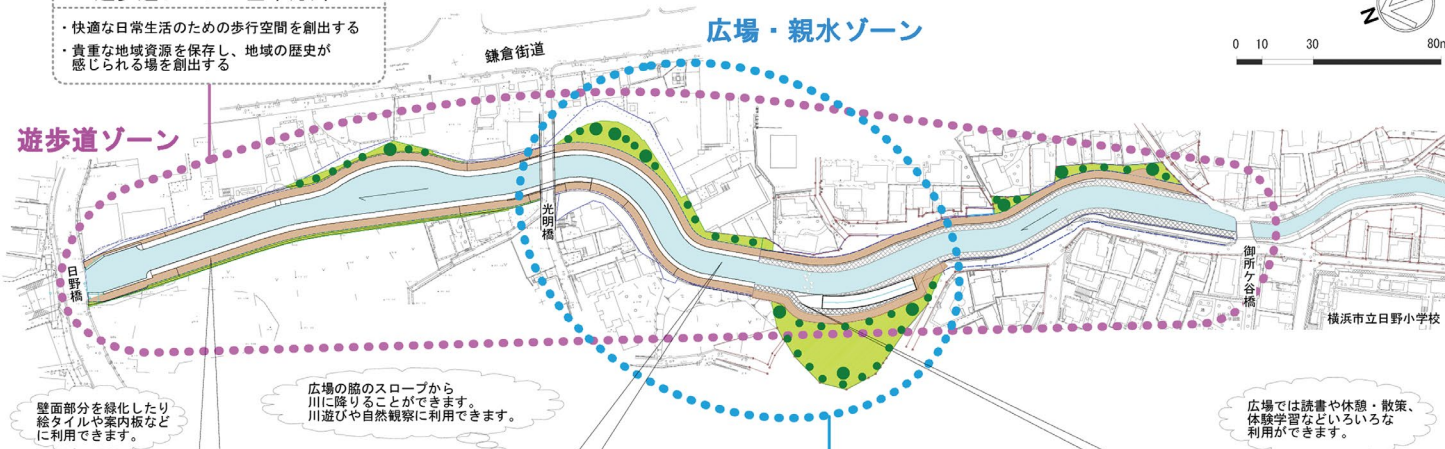 ・快適な日常生活のための歩行空間を創出する
・貴重な地域資源を保存し、地域の歴史が
感じられる場を創出する
鎌倉街道
広場・親水ゾーン
N
0 10 30 80m
遊歩道ゾーン
日野橋
光明橋
御所ケ谷橋
横浜市立日野小学校
壁面部分を緑化したり
絵タイルや案内板など
に利用できます。
広場の脇のスロープから
川に降りることができます。
川遊びや自然観察に利用できます。
広場では読書や休憩・散策、
体験学習などいろいろな
利用ができます。